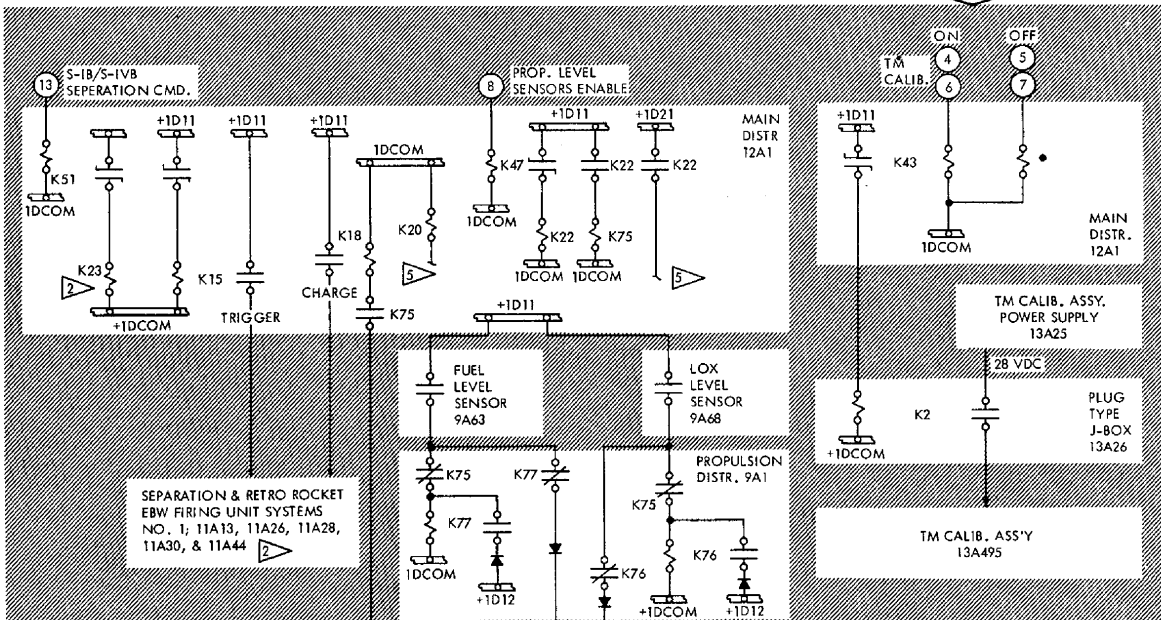 ON
OFF
4
5
TM
CALIB.
6
7
13
S-IB/S-IVB
SEPERATION CMD.
8
PROP. LEVEL
SENSORS ENABLE
+1D11
+1D11
+1D11
+1D11
+1D21
MAIN
DISTR
12A1
+1D11
1DCOM
K51
K47
K22
K22
K43
1DCOM
K18
K20
1DCOM
K22
K75
1DCOM
MAIN
DISTR.
12A1
K23
2
K15
5
1DCOM
1DCOM
5
CHARGE
K75
TRIGGER
+1DCOM
+1D11
TM CALIB. ASSY.
POWER SUPPLY
13A25
28 VDC
FUEL
LEVEL
SENSOR
9A63
LOX
LEVEL
SENSOR
9A68
K2
PLUG
TYPE
J-BOX
13A26
+1DCOM
K75
K77
PROPULSION
DISTR. 9A1
K75
SEPARATION & RETRO ROCKET
EBW FIRING UNIT SYSTEMS
NO. 1; 11A13, 11A26, 11A28,
11A30, & 11A44
2
K77
1DCOM
+1D12
K76
K76
+1DCOM
+1D12
TM CALIB. ASS'Y
13A495